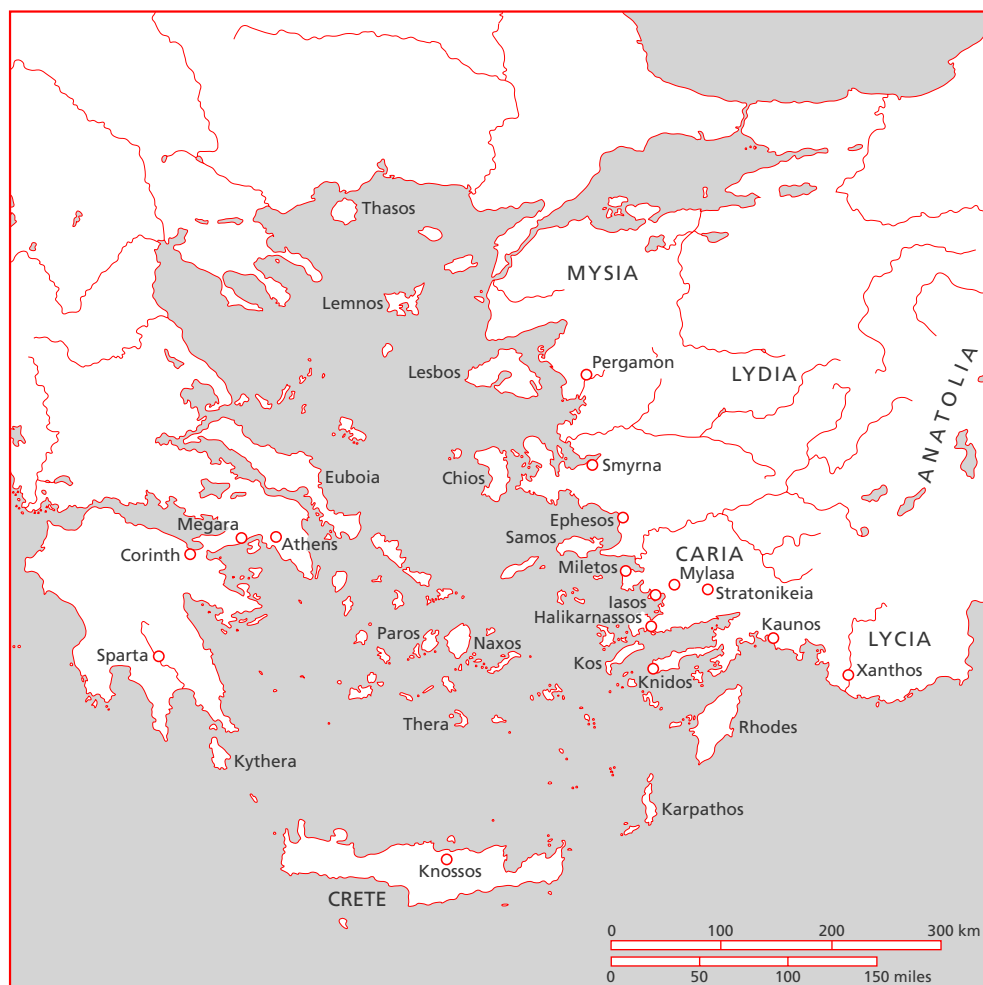 Thasos
MYSIA
Lemnos
Pergamon
Lesbos
LYDIA
ANATOLIA
Smyrna
Euboia
Chios
Megara
Ephesos
Athens
Samos
Corinth
CARIA
Miletos
Mylasa
Stratonikeia
Iasos
Halikarnassos
Kaunos
Paros
Naxos
LYCIA
Sparta
Kos
Xanthos
Knidos
Thera
Rhodes
Kythera
Karpathos
Knossos
CRETE
0 100 200 300 km
0 50 100 150 miles